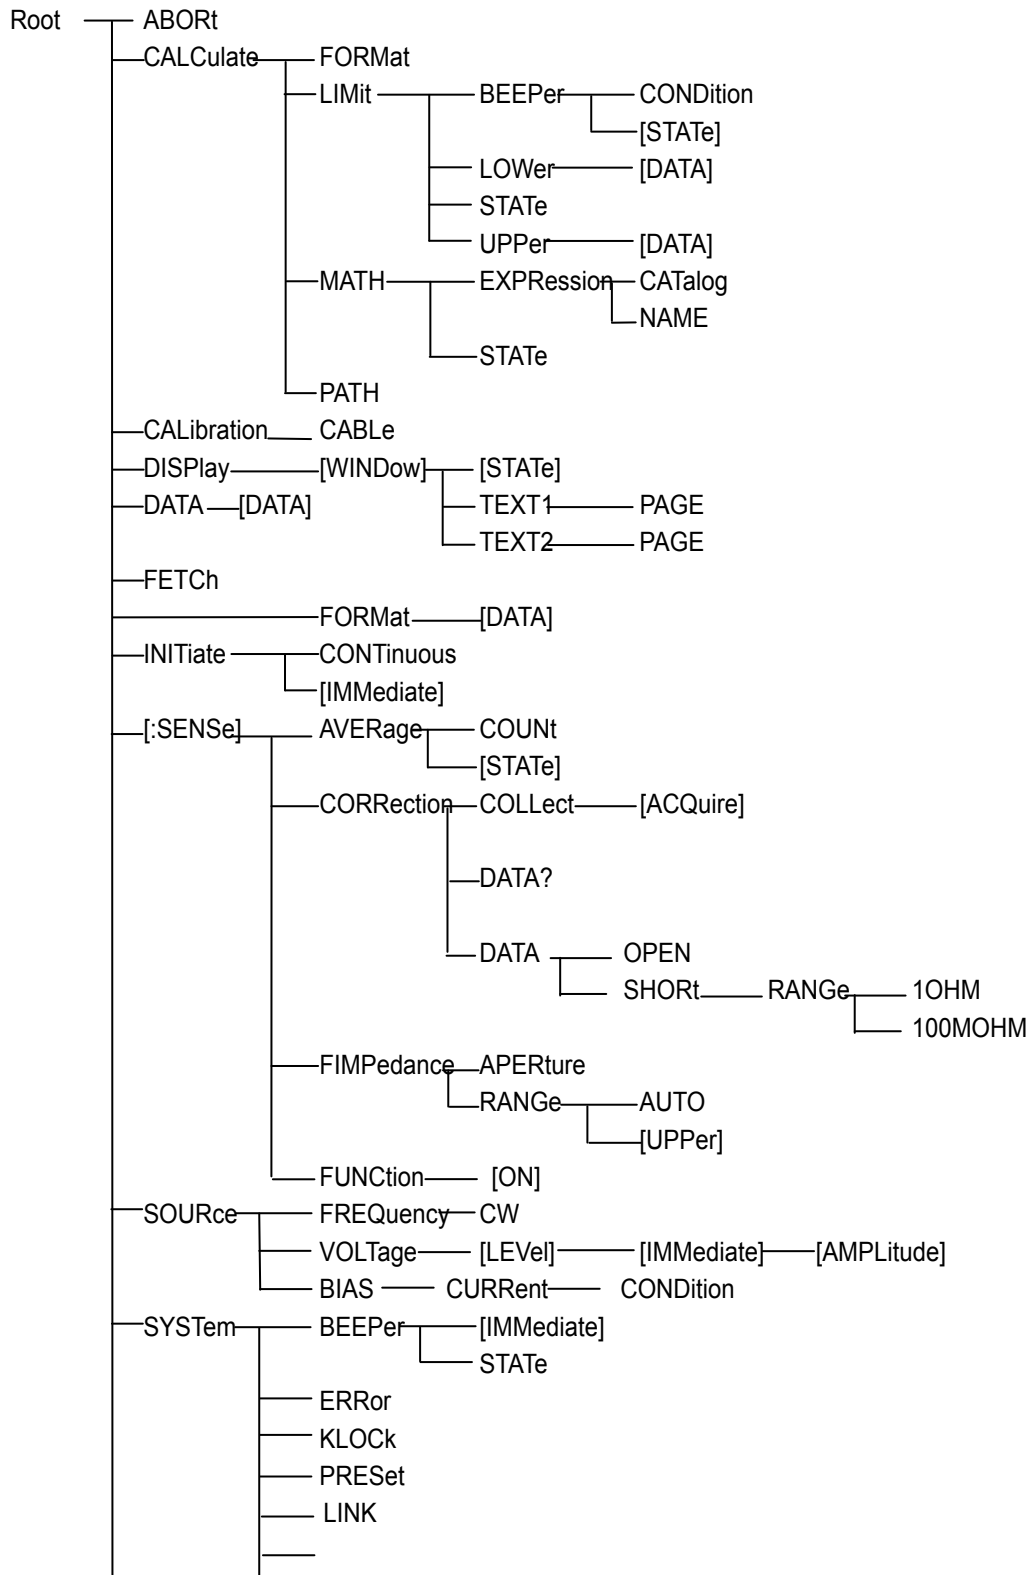 Root ABORt
CALCulate FORMat
LIMit BEEPer CONDition
[STATe]
LOWer [DATA]
STATe
UPPer [DATA]
MATH EXPRession CATalog
NAME
STATe
PATH
CALibration CABLe
DISPlay [WINDow] [STATe]
DATA [DATA] TEXT1 PAGE
TEXT2 PAGE
FETCh
FORMat [DATA]
INITiate CONTinuous
[IMMediate]
[:SENSe] AVERage COUNt
[STATe]
CORRection COLLect [ACQuire]
DATA?
DATA OPEN
SHORt RANGe 1OHM
100MOHM
FIMPedance APERture
RANGe AUTO
[UPPer]
FUNCtion [ON]
SOURce FREQuency CW
VOLTage [LEVel] [IMMediate] [AMPLitude]
BIAS CURRent CONDition
SYSTem BEEPer [IMMediate]
STATe
ERRor
KLOCk
PRESet
LINK